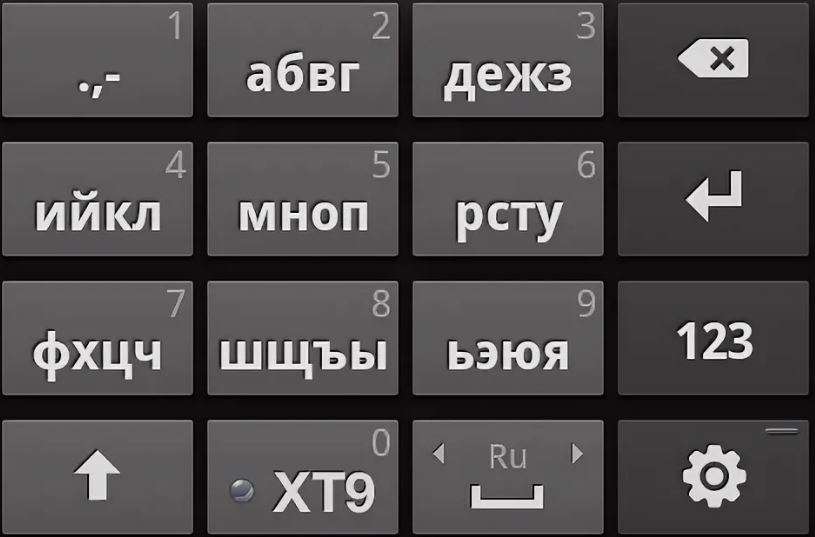 1 2 3
.,- абвг дежз
4 5 6
ийкл мноп рсту
7 8 9
фхцч шщъы ьэюя 123
0
XT9 Ru